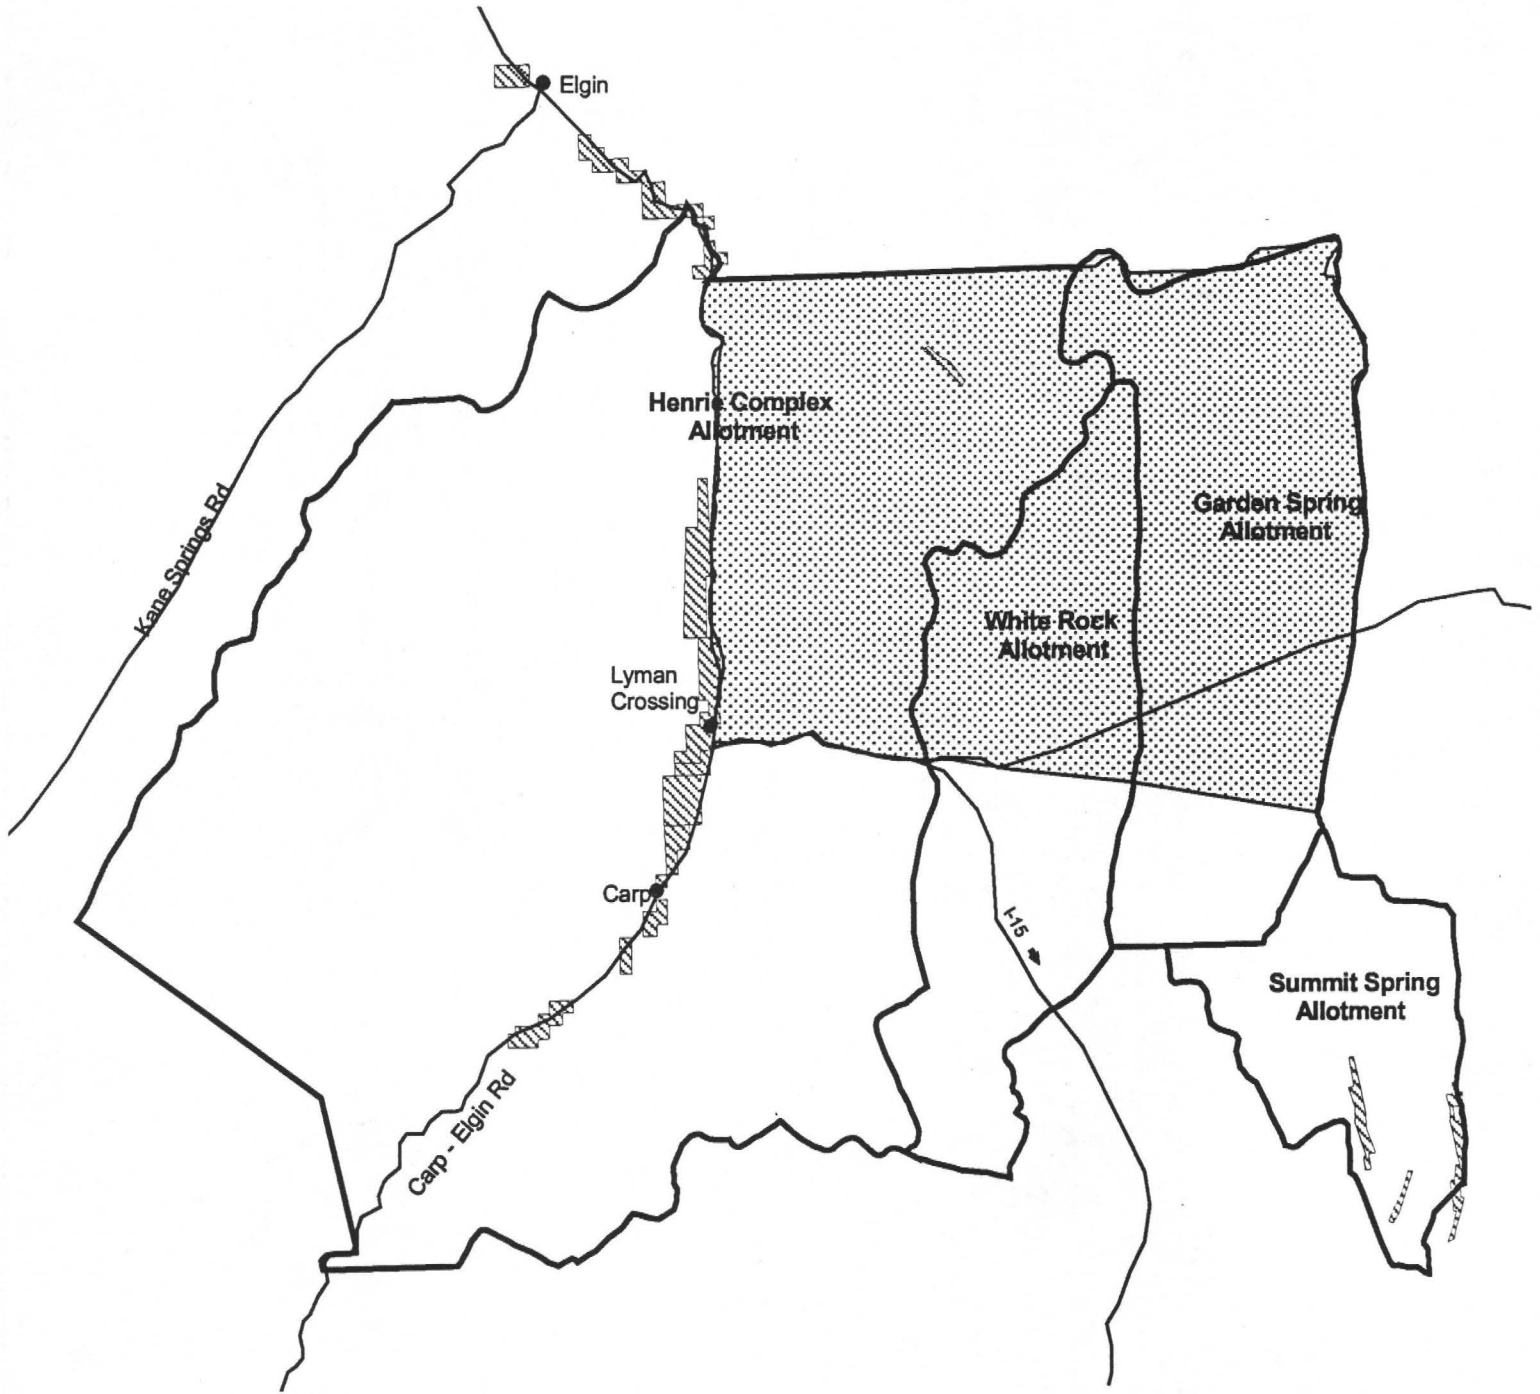 Elgin
Henrie Complex
Allotment
Garden Spring
Allotment
Kane Springs Rd
White Rock
Allotment
Lyman
Crossing
Carp
I-15
Summit Spring
Allotment
Carp - Elgin Rd